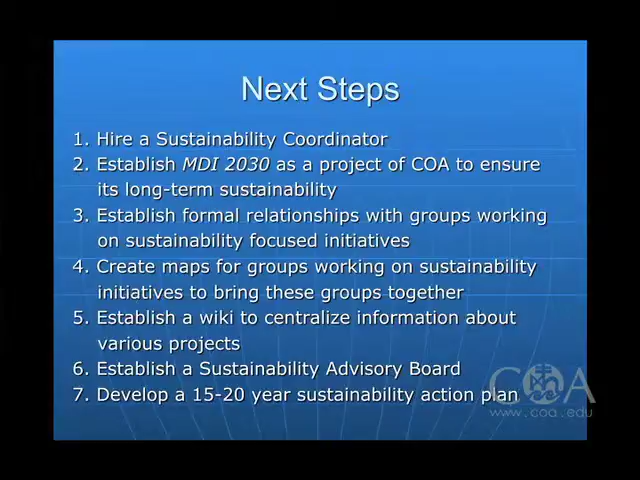 Next Steps
1. Hire a Sustainability Coordinator
2. Establish MDI 2030 as a project of COA to ensure
its long-term sustainability
3. Establish formal relationships with groups working
on sustainability focused initiatives
4. Create maps for groups working on sustainability
initiatives to bring these groups together
5. Establish a wiki to centralize information about
various projects
6. Establish a Sustainability Advisory Board
7. Develop a 15-20 year sustainability action plan
COA
www.coa.edu